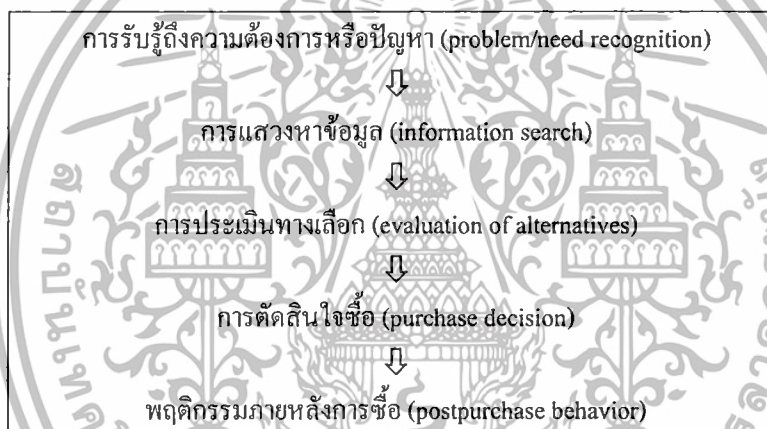 การรับรู้ถึงความต้องการหรือปัญหา (problem/need recognition)
⇩
การแสวงหาข้อมูล (information search)
⇩
การประเมินทางเลือก (evaluation of alternatives)
⇩
การตัดสินใจซื้อ (purchase decision)
⇩
พฤติกรรมภายหลังการซื้อ (postpurchase behavior)